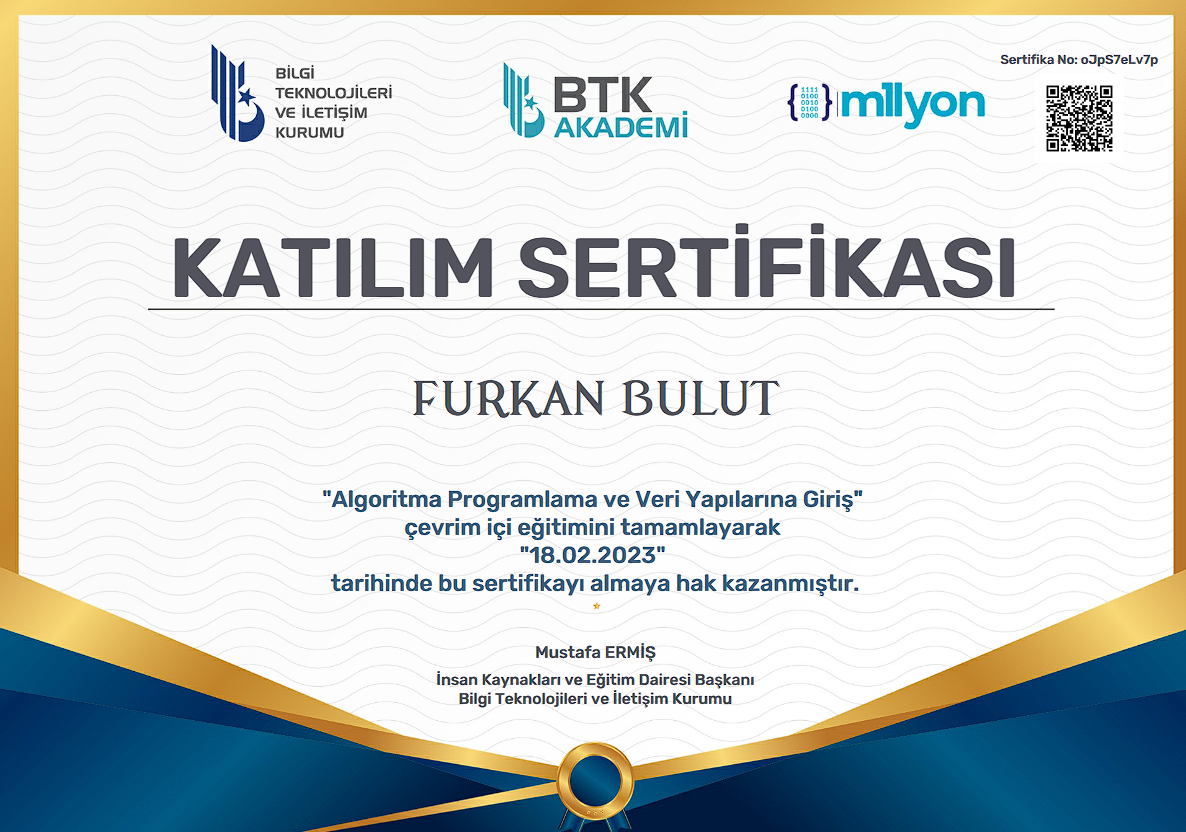 Sertifika No: oJpS7eLv7p
BİLGİ
TEKNOLOJİLERİ
VE İLETİŞİM
KURUMU
BTK
AKADEMİ
1111
0100
0010
0100
0000
m1lyon
KATILIM SERTİFİKASI
FURKAN BULUT
"Algoritma Programlama ve Veri Yapılarına Giriş"
çevrim içi eğitimini tamamlayarak
"18.02.2023"
tarihinde bu sertifikayı almaya hak kazanmıştır.
Mustafa ERMİŞ
İnsan Kaynakları ve Eğitim Dairesi Başkanı
Bilgi Teknolojileri ve İletişim Kurumu